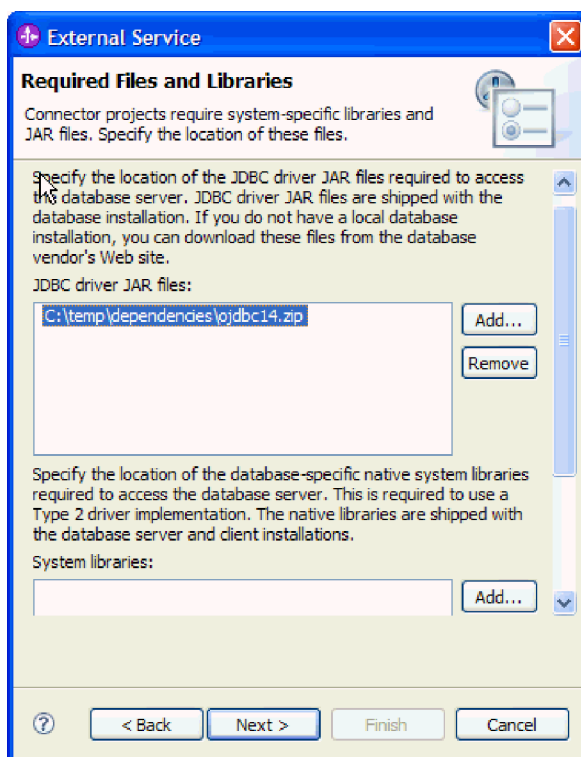 External Service
Required Files and Libraries
Connector projects require system-specific libraries and
JAR files. Specify the location of these files.
Specify the location of the JDBC driver JAR files required to access
the database server. JDBC driver JAR files are shipped with the
database installation. If you do not have a local database
installation, you can download these files from the database
vendor's Web site.
JDBC driver JAR files:
C:\temp\dependencies\ojdbc14.zip
Add...
Remove
Specify the location of the database-specific native system libraries
required to access the database server. This is required to use a
Type 2 driver implementation. The native libraries are shipped with
the database server and client installations.
System libraries:
Add...
?
< Back
Next >
Finish
Cancel